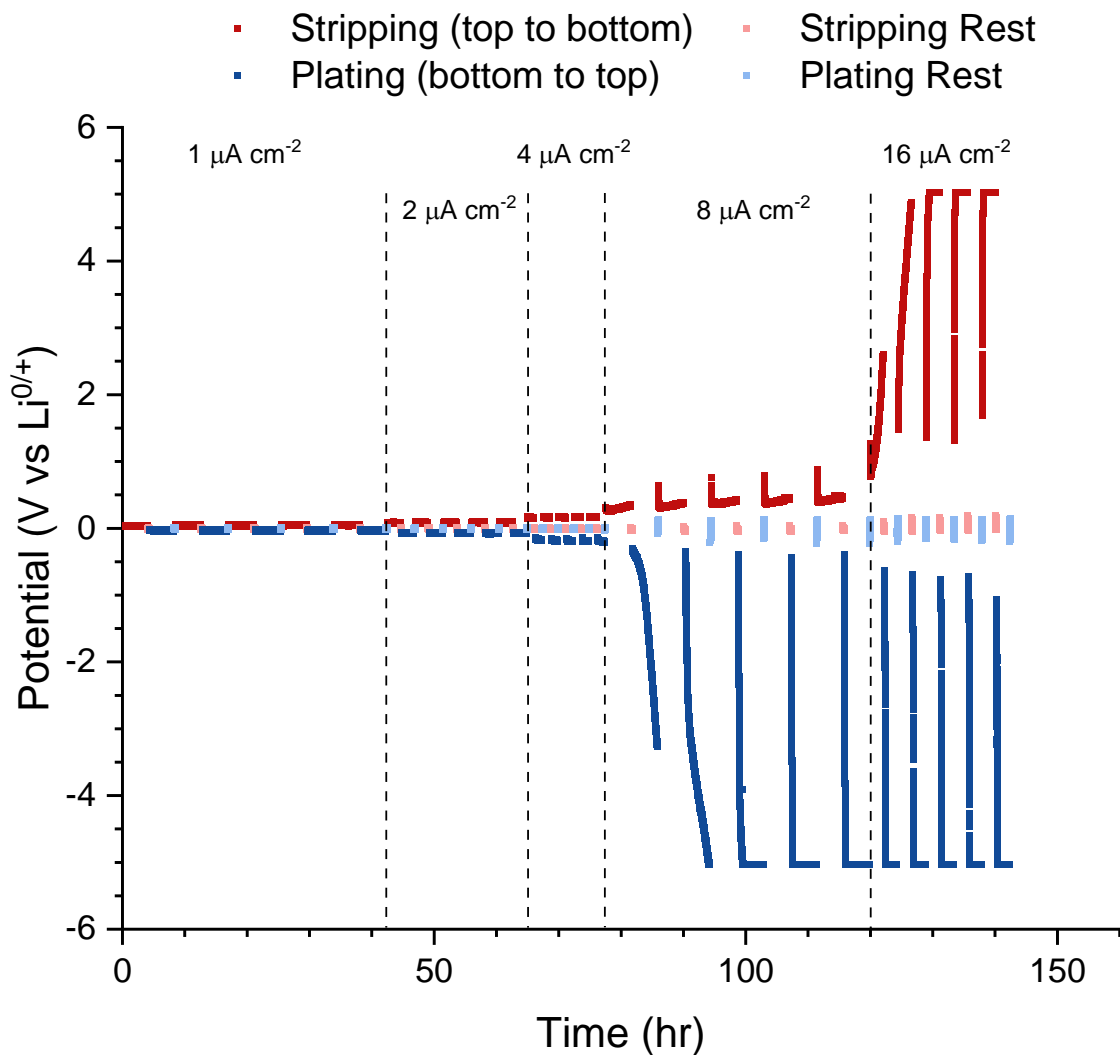 Stripping (top to bottom) Stripping Rest
Plating (bottom to top) Plating Rest
6
1 μA cm⁻² 4 μA cm⁻² 16 μA cm⁻²
2 μA cm⁻² 8 μA cm⁻²
4
2
0
-2
-4
-6
Potential (V vs Li⁰ᐟ⁺)
0 50 100 150
Time (hr)